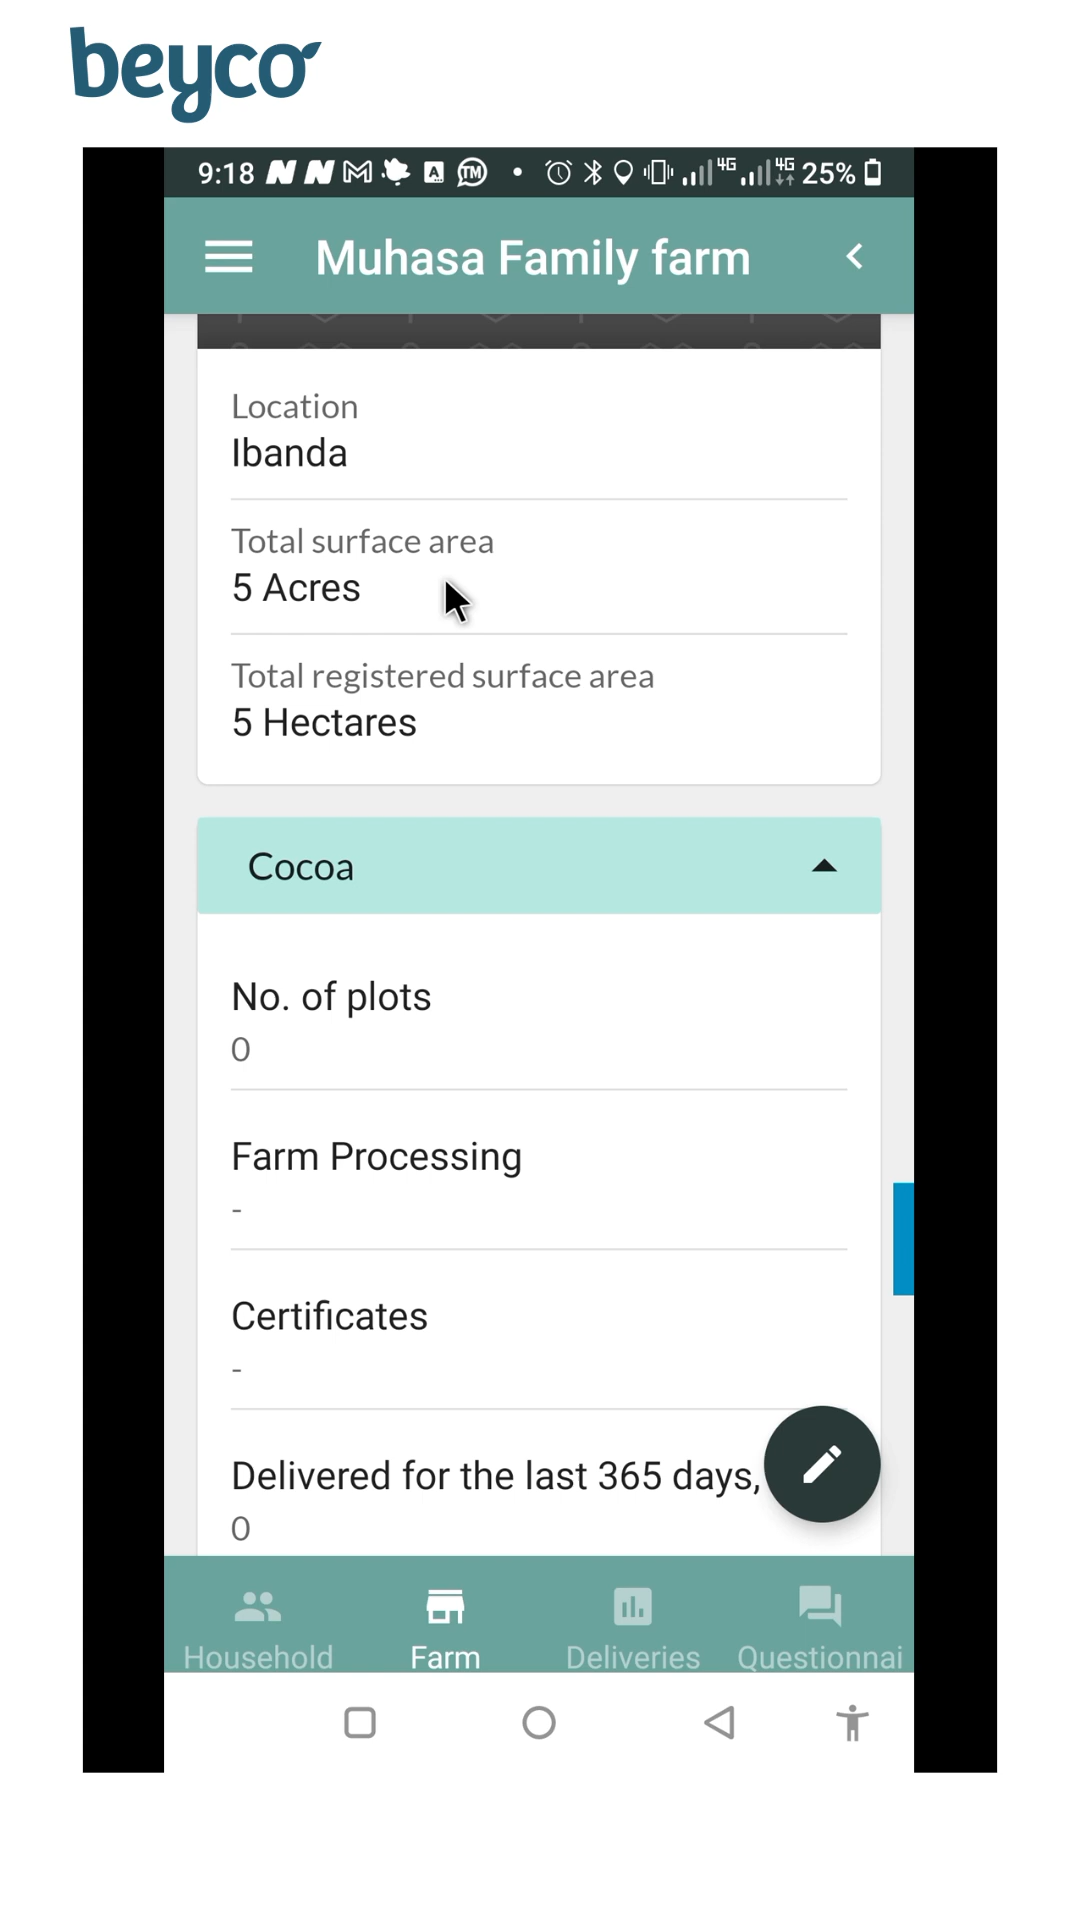 beyco
9:18 4G 4G 25%
Muhasa Family farm
Location
Ibanda
Total surface area
5 Acres
Total registered surface area
5 Hectares
Cocoa
No. of plots
0
Farm Processing
-
Certificates
-
Delivered for the last 365 days,
0
Household Farm Deliveries Questionnai